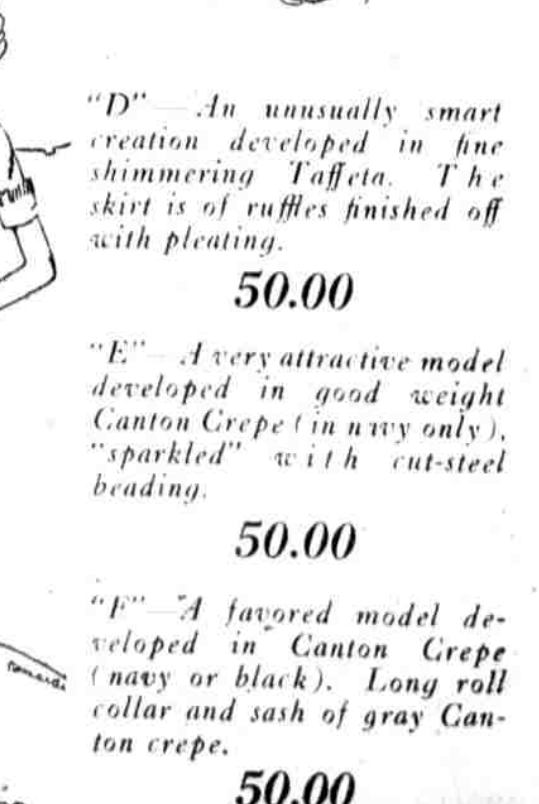 "D"—An unusually smart
creation developed in fine
shimmering Taffeta. The
skirt is of ruffles finished off
with pleating.
50.00
"E"—A very attractive model
developed in good weight
Canton Crepe (in navy only),
"sparkled" with cut-steel
beading.
50.00
"F"—A favored model de-
veloped in Canton Crepe
(navy or black). Long roll
collar and sash of gray Can-
ton crepe.
50.00